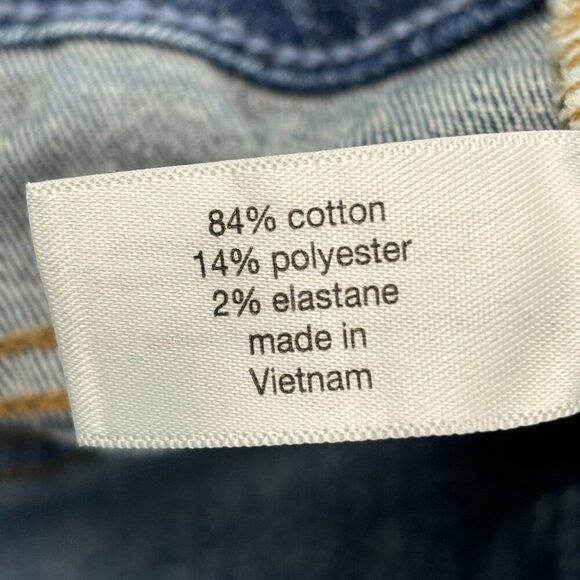 84% cotton
14% polyester
2% elastane
made in
Vietnam